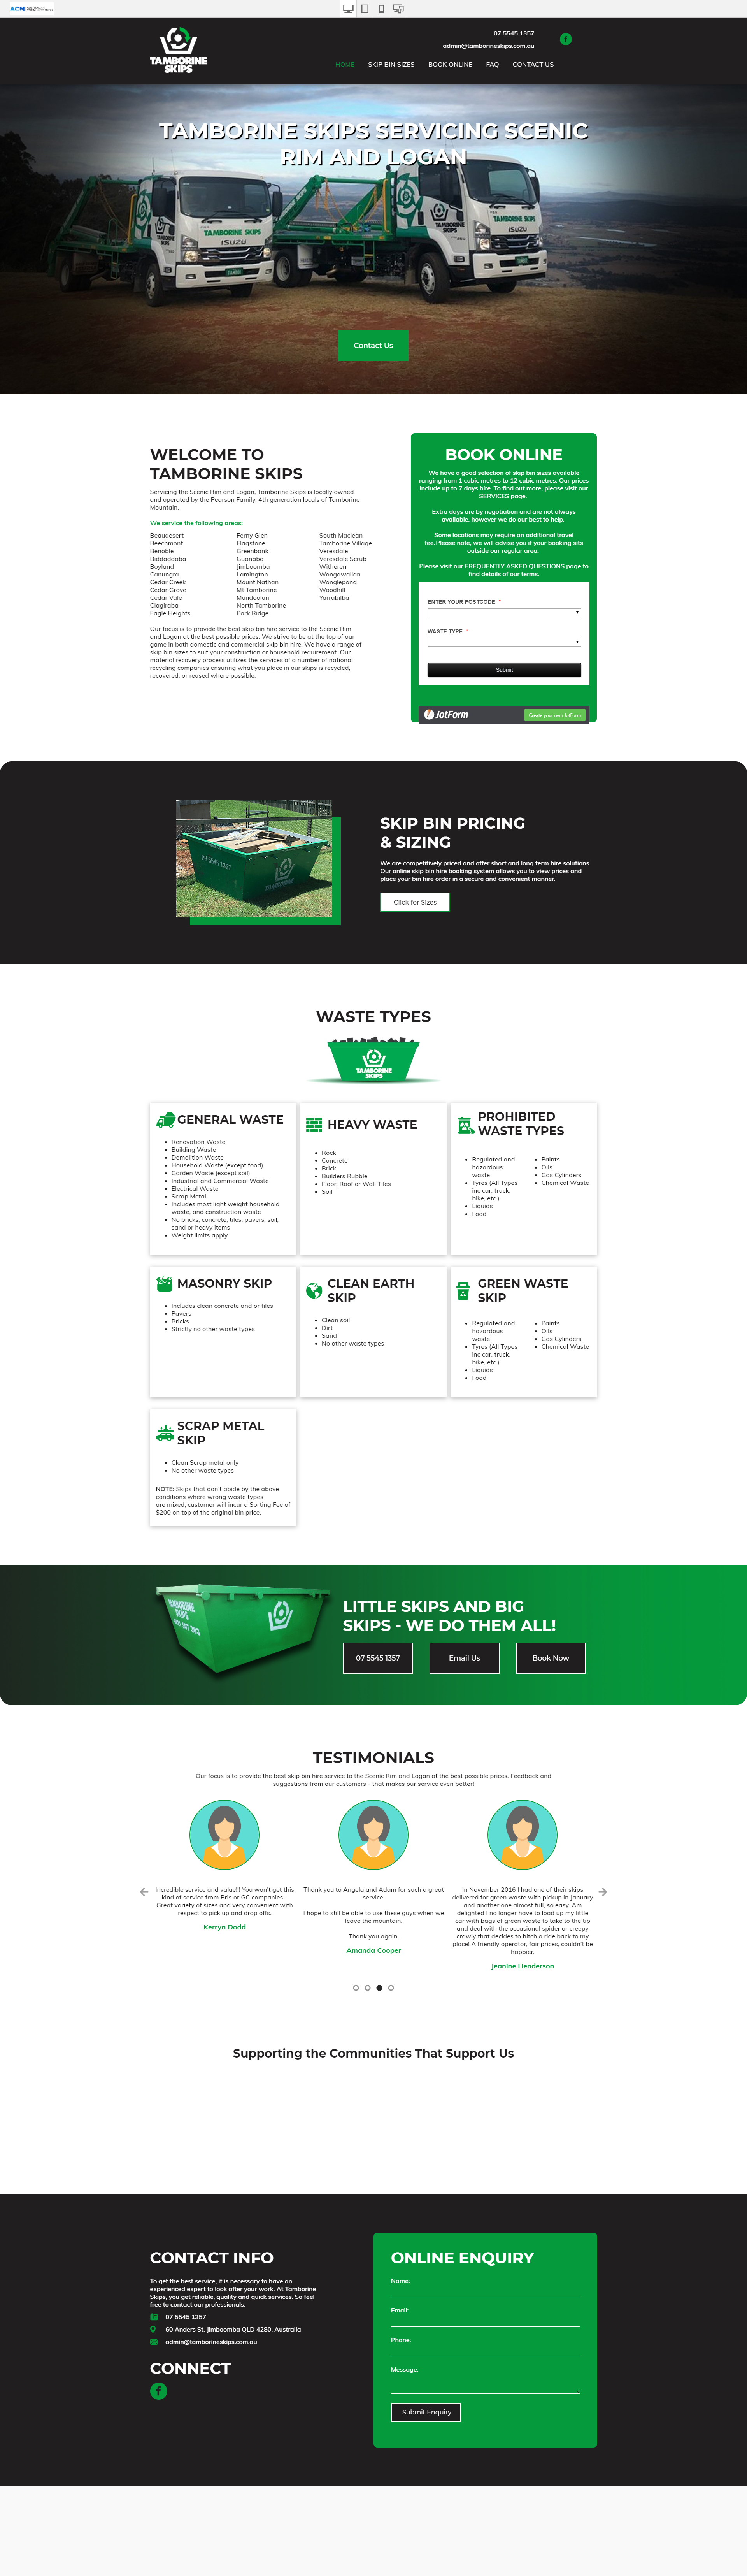 ACM AUSTRALIAN COMMUNITY MEDIA
TAMBORINE
SKIPS
07 5545 1357
admin@tamborineskips.com.au
HOME SKIP BIN SIZES BOOK ONLINE FAQ CONTACT US
TAMBORINE SKIPS SERVICING SCENIC
RIM AND LOGAN
TAMBORINE SKIPS
ISUZU
TAMBORINE SKIPS
ISUZU
Contact Us
WELCOME TO
TAMBORINE SKIPS
Servicing the Scenic Rim and Logan, Tamborine Skips is locally owned
and operated by the Pearson Family, 4th generation locals of Tamborine
Mountain.
We service the following areas:
Beaudesert
Beechmont
Benoble
Biddaddaba
Boyland
Canungra
Cedar Creek
Cedar Grove
Cedar Vale
Clagiraba
Eagle Heights
Ferny Glen
Flagstone
Greenbank
Guanaba
Jimboomba
Lamington
Mount Nathan
Mt Tamborine
Mundoolun
North Tamborine
Park Ridge
South Maclean
Tamborine Village
Veresdale
Veresdale Scrub
Witheren
Wongawallan
Wonglepong
Woodhill
Yarrabilba
Our focus is to provide the best skip bin hire service to the Scenic Rim
and Logan at the best possible prices. We strive to be at the top of our
game in both domestic and commercial skip bin hire. We have a range of
skip bin sizes to suit your construction or household requirement. Our
material recovery process utilizes the services of a number of national
recycling companies ensuring what you place in our skips is recycled,
recovered, or reused where possible.
BOOK ONLINE
We have a good selection of skip bin sizes available
ranging from 1 cubic metres to 12 cubic metres. Our prices
include up to 7 days hire. To find out more, please visit our
SERVICES page.
Extra days are by negotiation and are not always
available, however we do our best to help.
Some locations may require an additional travel
fee. Please note, we will advise you if your booking sits
outside our regular area.
Please visit our FREQUENTLY ASKED QUESTIONS page to
find details of our terms.
ENTER YOUR POSTCODE *
WASTE TYPE *
Submit
JotForm
Create your own JotForm
PH 5545 1357
TAMBORINE
SKIP BIN PRICING
& SIZING
We are competitively priced and offer short and long term hire solutions.
Our online skip bin hire booking system allows you to view prices and
place your bin hire order in a secure and convenient manner.
Click for Sizes
WASTE TYPES
TAMBORINE
SKIPS
GENERAL WASTE
Renovation Waste
Building Waste
Demolition Waste
Household Waste (except food)
Garden Waste (except soil)
Industrial and Commercial Waste
Electrical Waste
Scrap Metal
Includes most light weight household
waste, and construction waste
No bricks, concrete, tiles, pavers, soil,
sand or heavy items
Weight limits apply
HEAVY WASTE
Rock
Concrete
Brick
Builders Rubble
Floor, Roof or Wall Tiles
Soil
PROHIBITED
WASTE TYPES
Regulated and
hazardous
waste
Tyres (All Types
inc car, truck,
bike, etc.)
Liquids
Food
Paints
Oils
Gas Cylinders
Chemical Waste
MASONRY SKIP
Includes clean concrete and or tiles
Pavers
Bricks
Strictly no other waste types
CLEAN EARTH
SKIP
Clean soil
Dirt
Sand
No other waste types
GREEN WASTE
SKIP
Regulated and
hazardous
waste
Tyres (All Types
inc car, truck,
bike, etc.)
Liquids
Food
Paints
Oils
Gas Cylinders
Chemical Waste
SCRAP METAL
SKIP
Clean Scrap metal only
No other waste types
NOTE: Skips that don't abide by the above
conditions where wrong waste types
are mixed, customer will incur a Sorting Fee of
$200 on top of the original bin price.
TAMBORINE
SKIPS
LITTLE SKIPS AND BIG
SKIPS - WE DO THEM ALL!
07 5545 1357
Email Us
Book Now
TESTIMONIALS
Our focus is to provide the best skip bin hire service to the Scenic Rim and Logan at the best possible prices. Feedback and
suggestions from our customers - that makes our service even better!
Incredible service and value!!! You won't get this
kind of service from Bris or GC companies ..
Great variety of sizes and very convenient with
respect to pick up and drop offs.
Kerryn Dodd
Thank you to Angela and Adam for such a great
service.
I hope to still be able to use these guys when we
leave the mountain.
Thank you again.
Amanda Cooper
In November 2016 I had one of their skips
delivered for green waste with pickup in January
and another one almost full, so easy. Am
delighted I no longer have to load up my little
car with bags of green waste to take to the tip
and deal with the occasional spider or creepy
crawly that decides to hitch a ride back to my
place! A friendly operator, fair prices, couldn't be
happier.
Jeanine Henderson
Supporting the Communities That Support Us
CONTACT INFO
To get the best service, it is necessary to have an
experienced expert to look after your work. At Tamborine
Skips, you get reliable, quality and quick services. So feel
free to contact our professionals:
07 5545 1357
60 Anders St, Jimboomba QLD 4280, Australia
admin@tamborineskips.com.au
CONNECT
ONLINE ENQUIRY
Name:
Email:
Phone:
Message:
Submit Enquiry